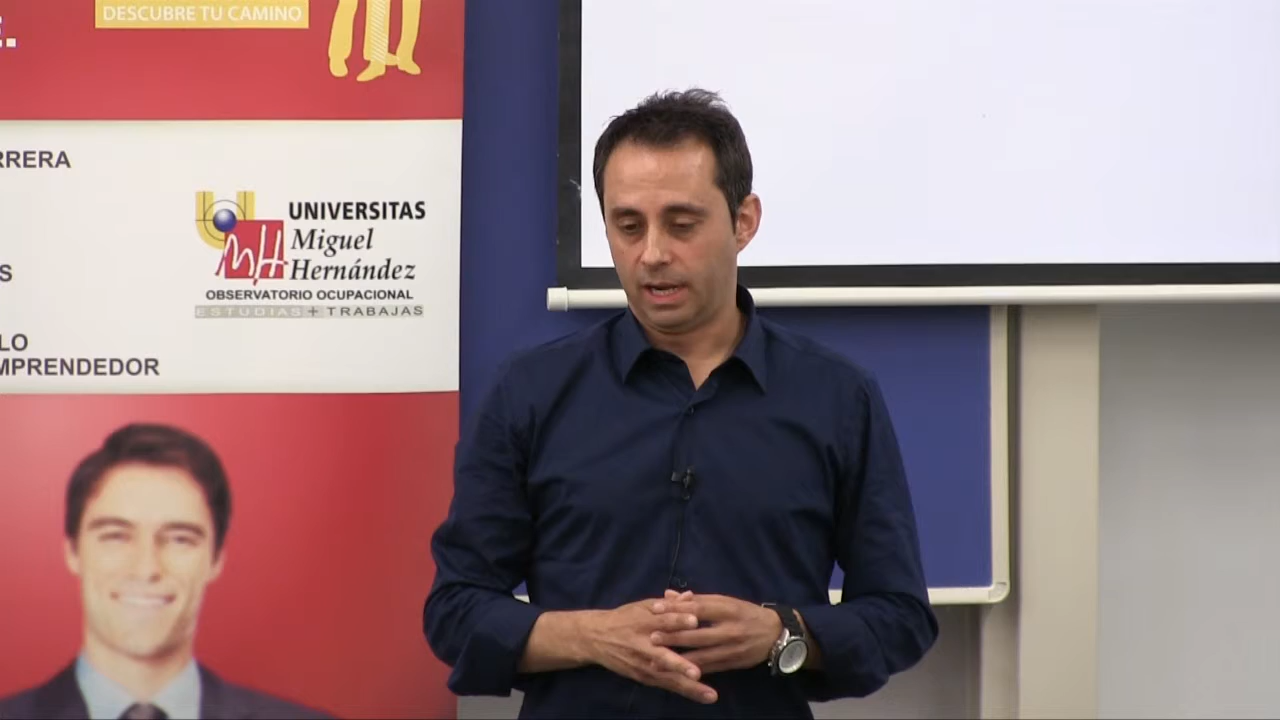 DESCUBRE TU CAMINO
E.
RRERA
UNIVERSITAS
Miguel
Hernández
OBSERVATORIO OCUPACIONAL
ESTUDIAS + TRABAJAS
S
LO
MPRENDEDOR